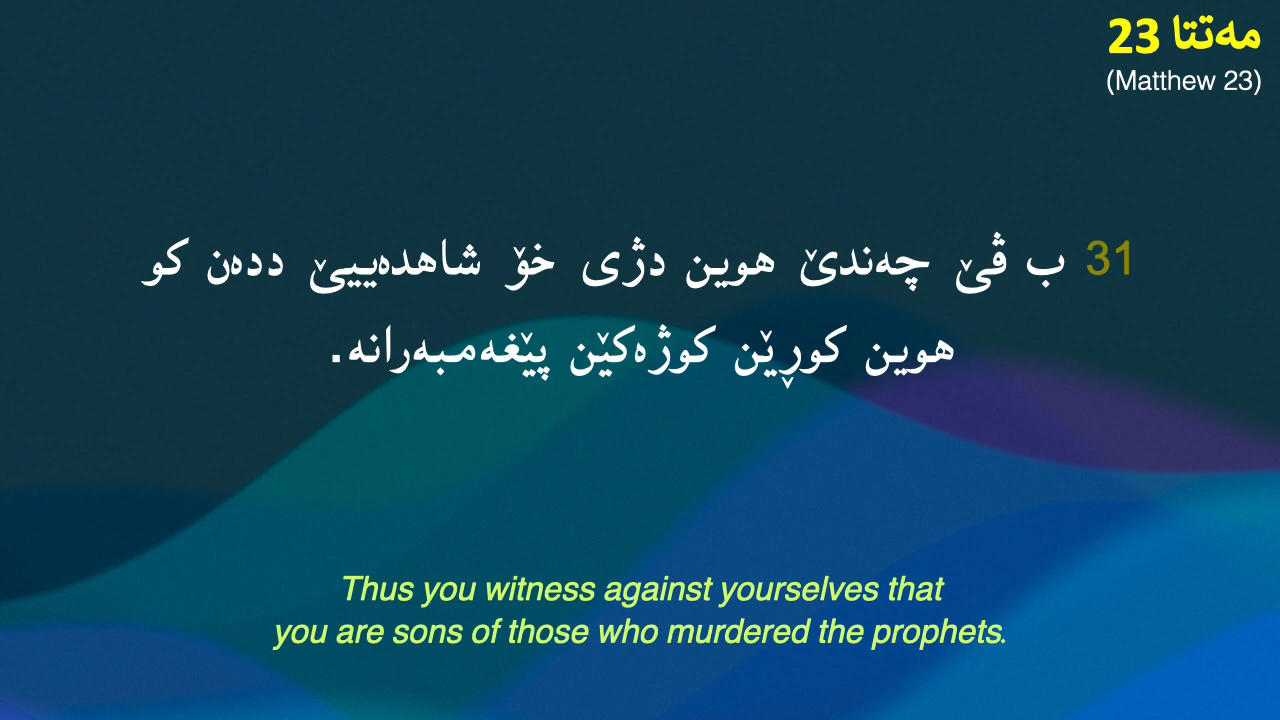 مەتتا 23
(Matthew 23)
31 ب ڤێ چەندێ هوین دژی خۆ شاهدەییێ ددەن کو
هوین کوڕێن کوژەکێن پێغەمبەرانە.
Thus you witness against yourselves that
you are sons of those who murdered the prophets.